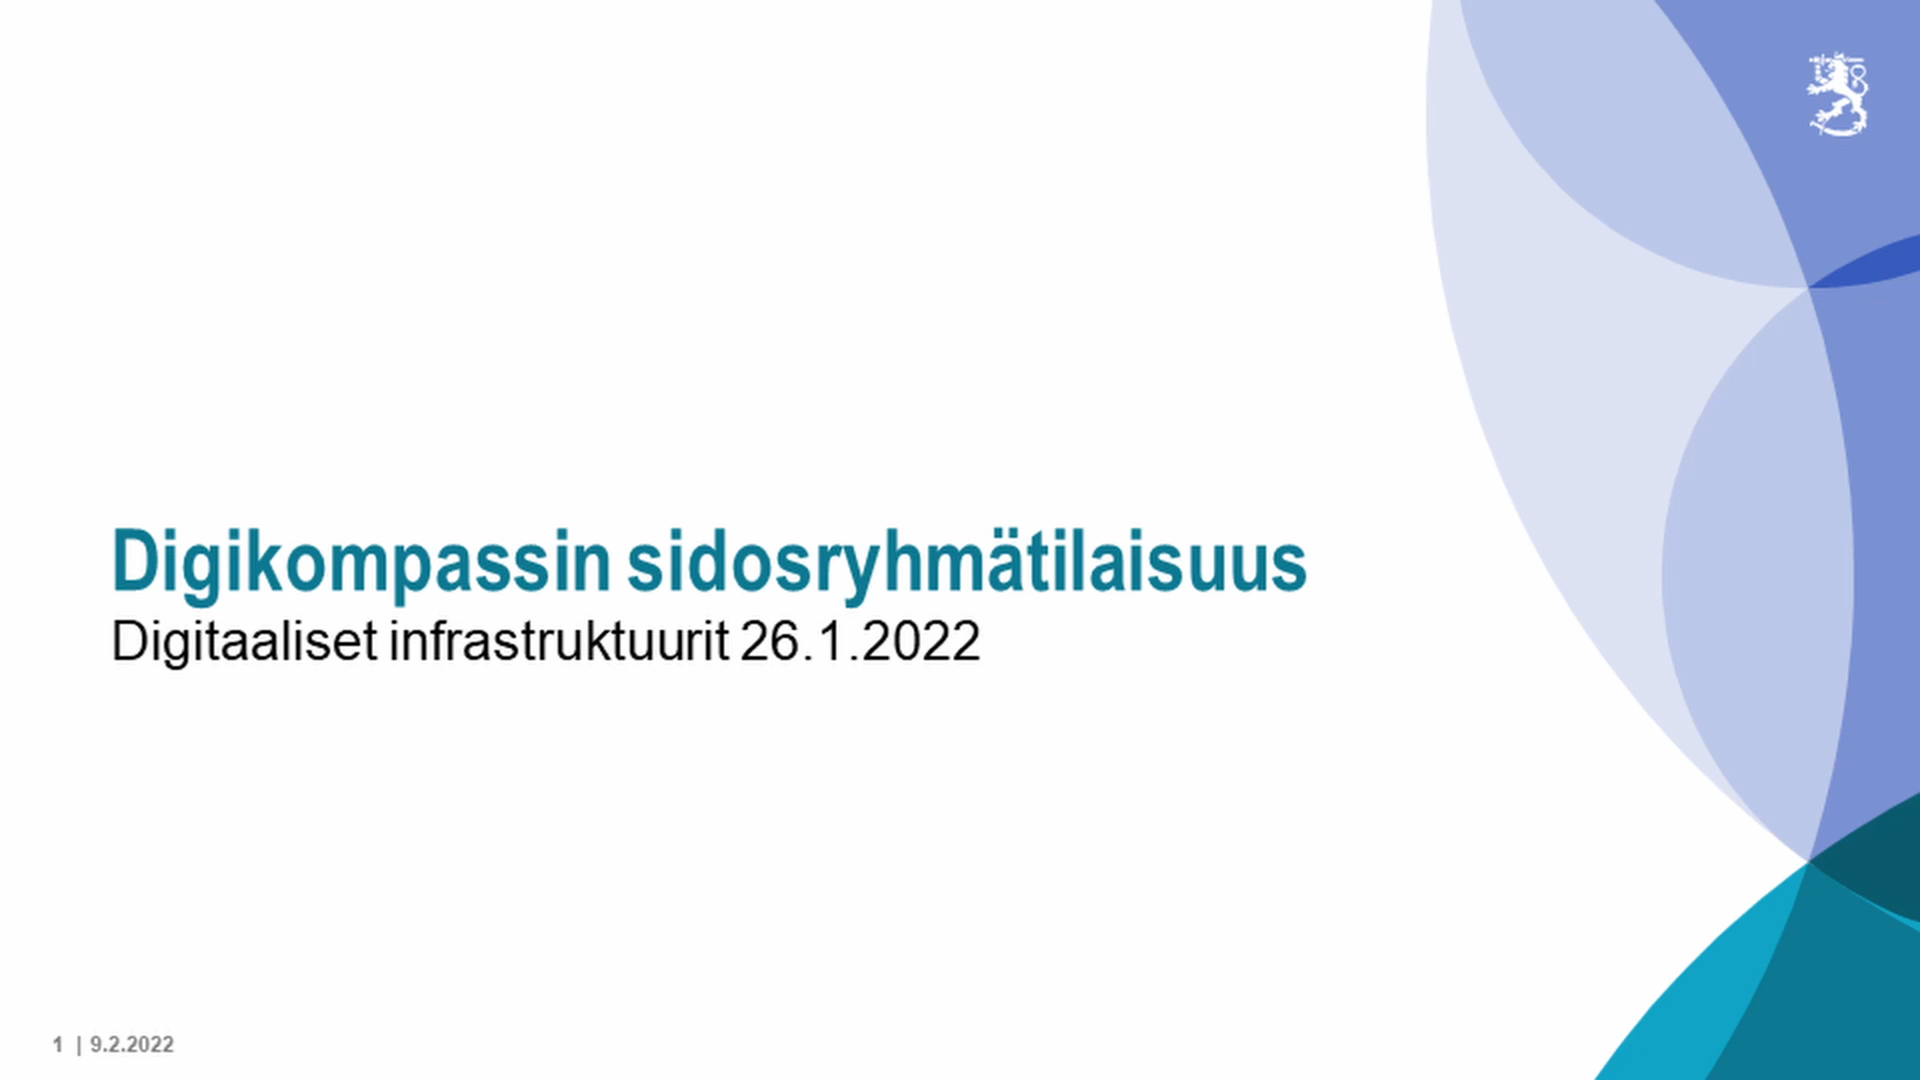 Digikompassin sidosryhmätilaisuus
Digitaaliset infrastruktuurit 26.1.2022
1 | 9.2.2022